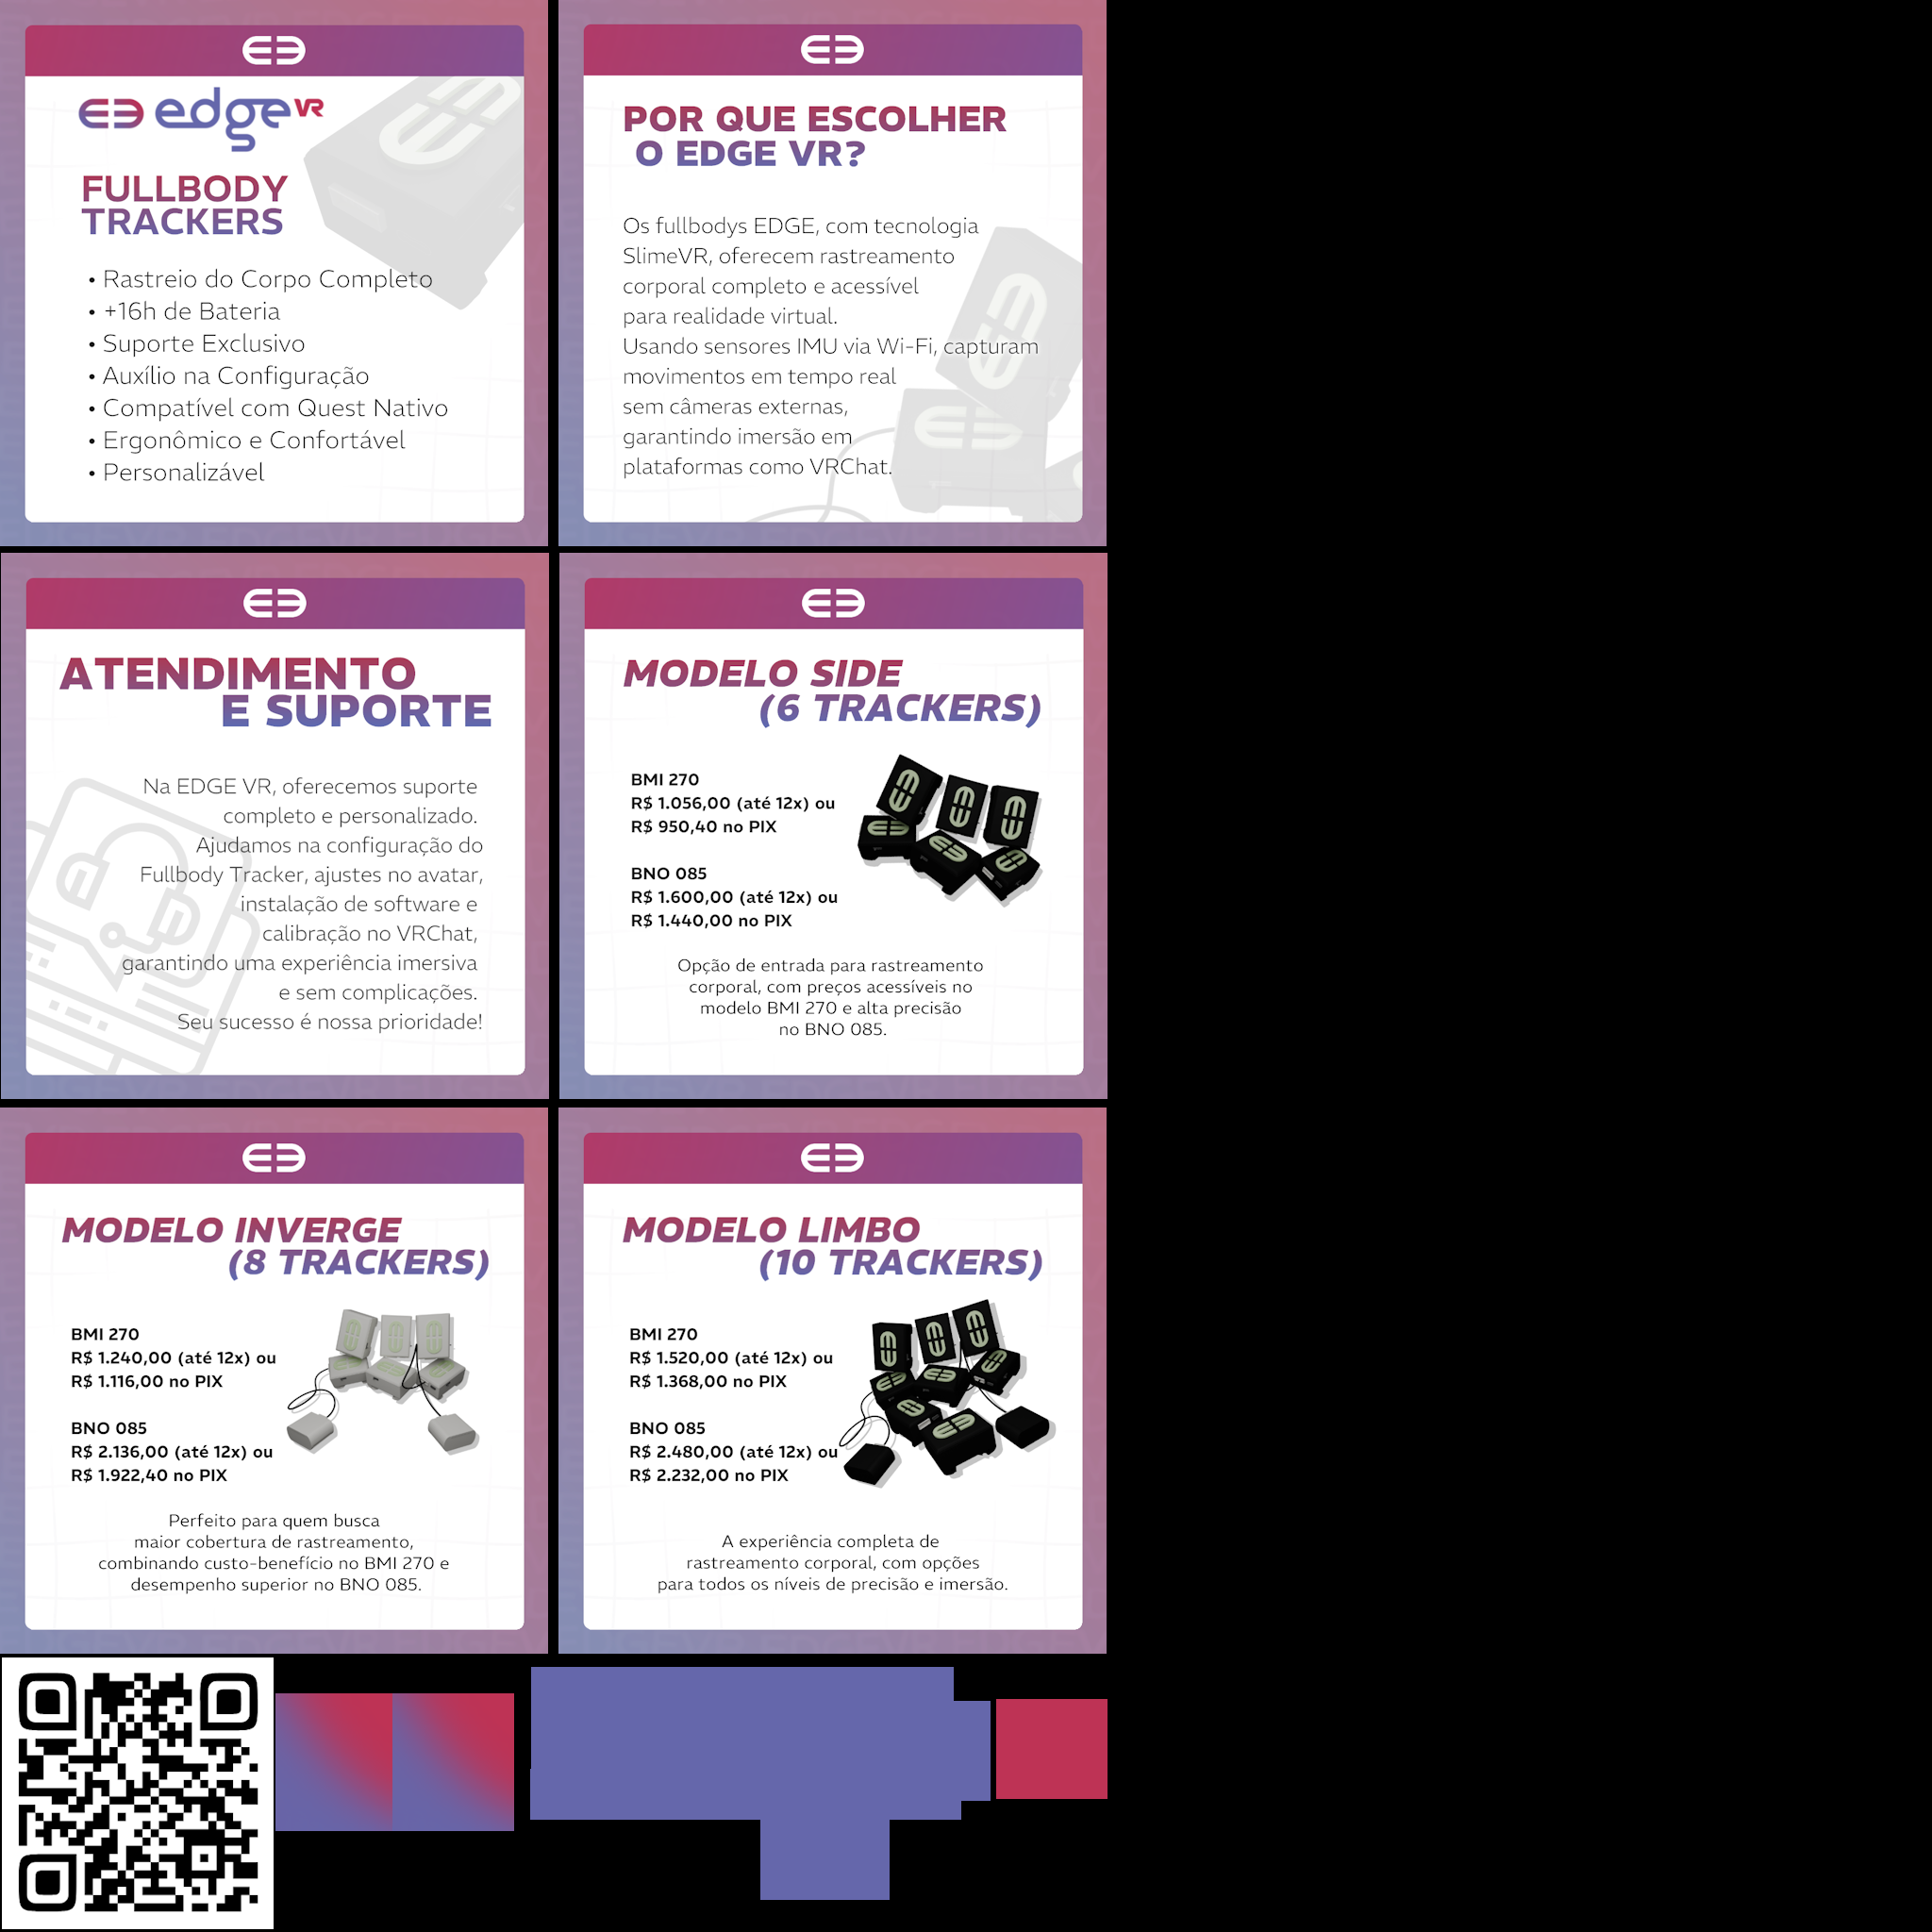 edge VR
FULLBODY
TRACKERS
• Rastreio do Corpo Completo
• +16h de Bateria
• Suporte Exclusivo
• Auxílio na Configuração
• Compatível com Quest Nativo
• Ergonômico e Confortável
• Personalizável
POR QUE ESCOLHER
O EDGE VR?
Os fullbodys EDGE, com tecnologia
SlimeVR, oferecem rastreamento
corporal completo e acessível
para realidade virtual.
Usando sensores IMU via Wi-Fi, capturam
movimentos em tempo real
sem câmeras externas,
garantindo imersão em
plataformas como VRChat.
ATENDIMENTO
E SUPORTE
Na EDGE VR, oferecemos suporte
completo e personalizado.
Ajudamos na configuração do
Fullbody Tracker, ajustes no avatar,
instalação de software e
calibração no VRChat,
garantindo uma experiência imersiva
e sem complicações.
Seu sucesso é nossa prioridade!
MODELO SIDE
(6 TRACKERS)
BMI 270
R$ 1.056,00 (até 12x) ou
R$ 950,40 no PIX
BNO 085
R$ 1.600,00 (até 12x) ou
R$ 1.440,00 no PIX
Opção de entrada para rastreamento
corporal, com preços acessíveis no
modelo BMI 270 e alta precisão
no BNO 085.
MODELO INVERGE
(8 TRACKERS)
BMI 270
R$ 1.240,00 (até 12x) ou
R$ 1.116,00 no PIX
BNO 085
R$ 2.136,00 (até 12x) ou
R$ 1.922,40 no PIX
Perfeito para quem busca
maior cobertura de rastreamento,
combinando custo-benefício no BMI 270 e
desempenho superior no BNO 085.
MODELO LIMBO
(10 TRACKERS)
BMI 270
R$ 1.520,00 (até 12x) ou
R$ 1.368,00 no PIX
BNO 085
R$ 2.480,00 (até 12x) ou
R$ 2.232,00 no PIX
A experiência completa de
rastreamento corporal, com opções
para todos os níveis de precisão e imersão.